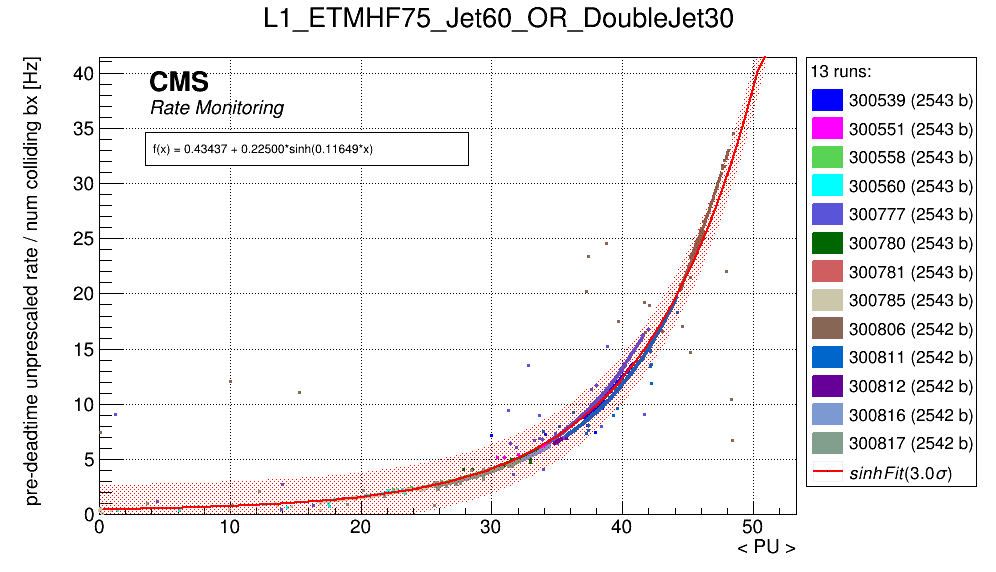 L1_ETMHF75_Jet60_OR_DoubleJet30
pre-deadtime unprescaled rate / num colliding bx [Hz]
CMS
Rate Monitoring
f(x) = 0.43437 + 0.22500*sinh(0.11649*x)
40
35
30
25
20
15
10
5
0
0 10 20 30 40 50
< PU >
13 runs:
300539 (2543 b)
300551 (2543 b)
300558 (2543 b)
300560 (2543 b)
300777 (2543 b)
300780 (2543 b)
300781 (2543 b)
300785 (2543 b)
300806 (2542 b)
300811 (2542 b)
300812 (2542 b)
300816 (2542 b)
300817 (2542 b)
sinhFit(3.0σ)